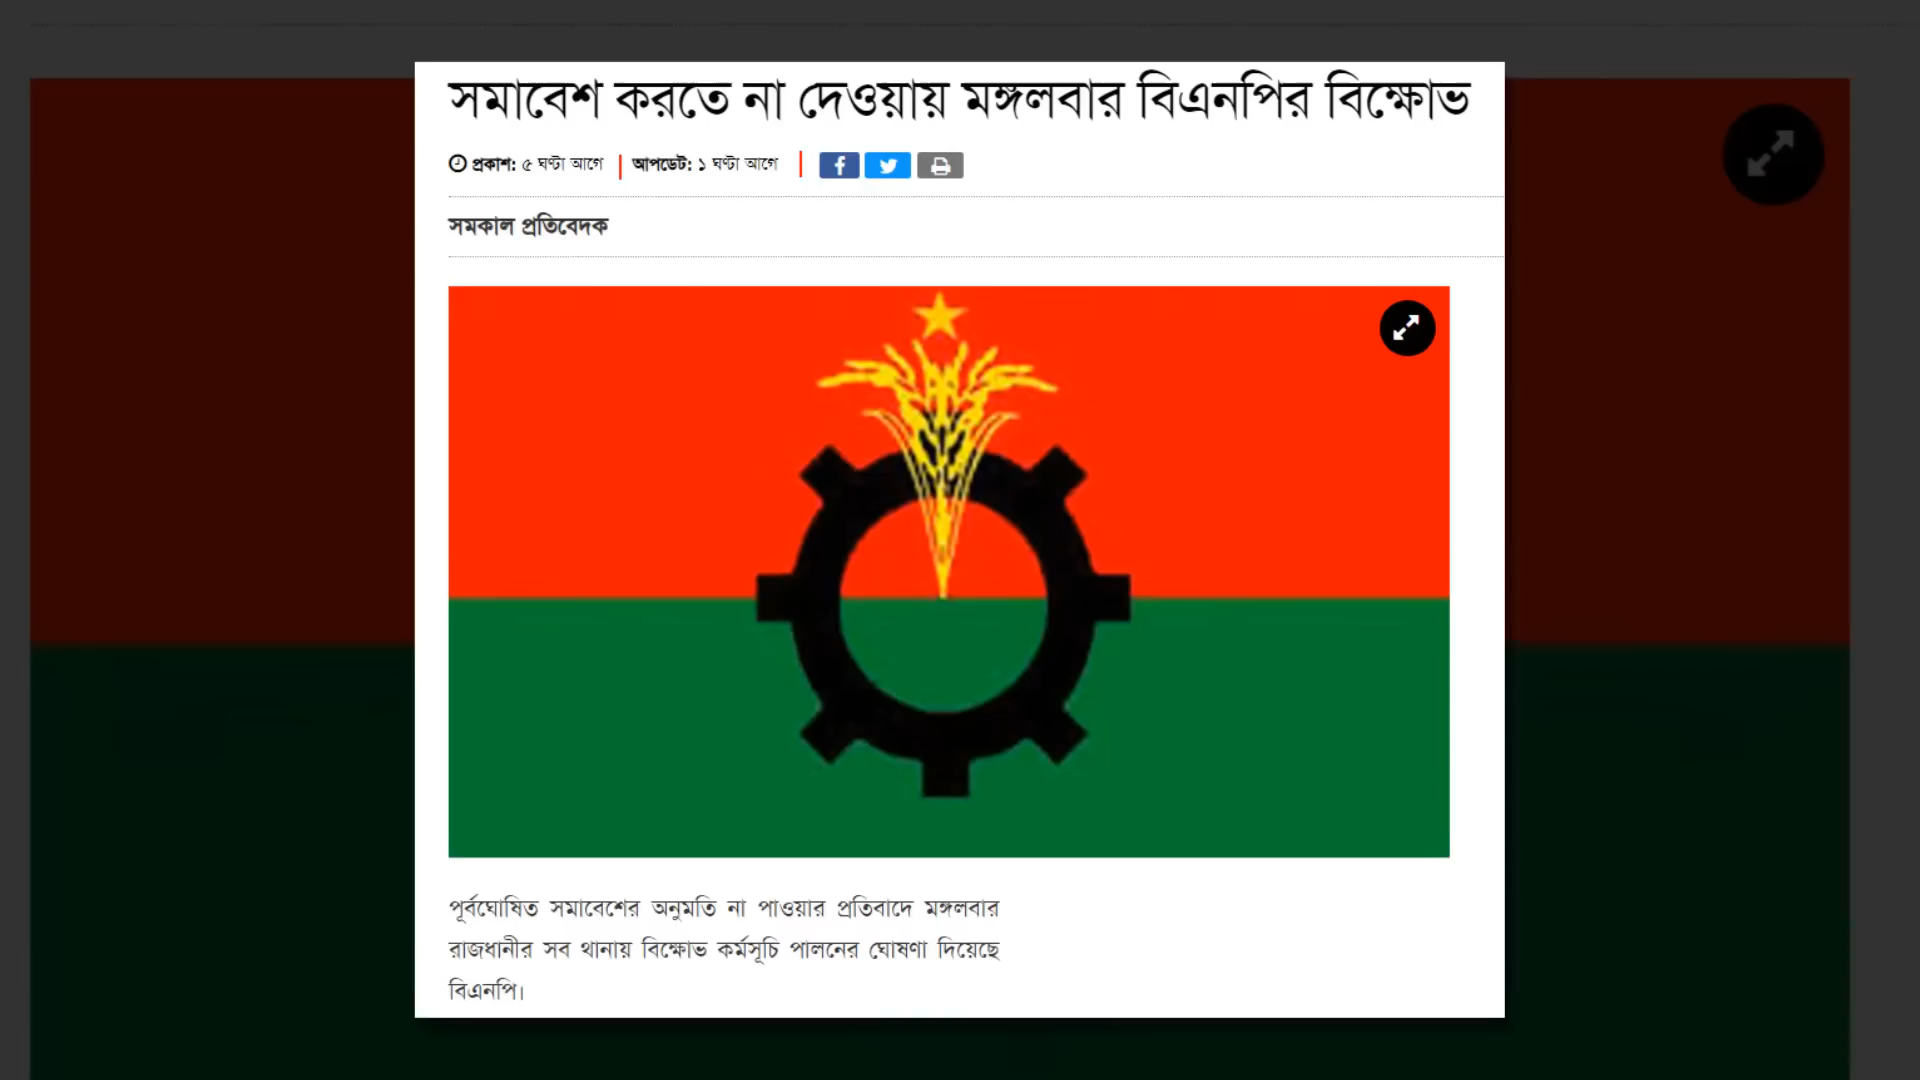 সমাবেশ করতে না দেওয়ায় মঙ্গলবার বিএনপির বিক্ষোভ
প্রকাশ: ৫ ঘণ্টা আগে | আপডেট: ১ ঘণ্টা আগে |
সমকাল প্রতিবেদক
পূর্বঘোষিত সমাবেশের অনুমতি না পাওয়ার প্রতিবাদে মঙ্গলবার
রাজধানীর সব থানায় বিক্ষোভ কর্মসূচি পালনের ঘোষণা দিয়েছে
বিএনপি।